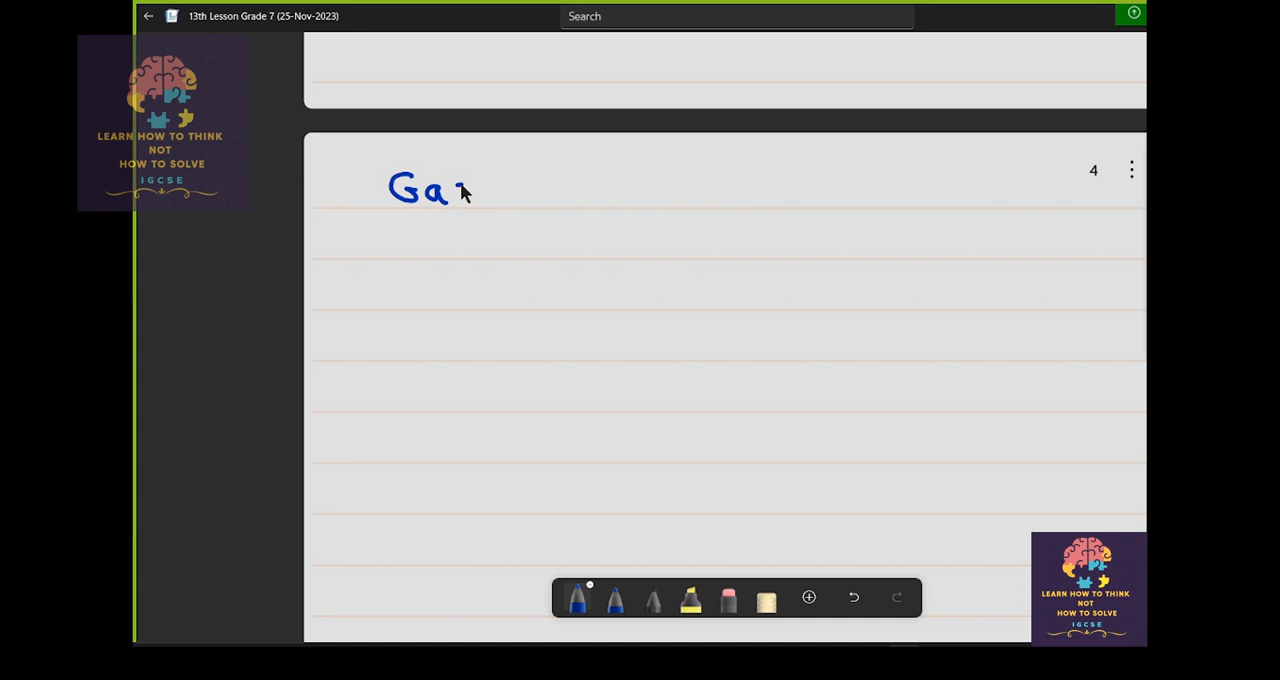 13th Lesson Grade 7 (25-Nov-2023)
Search
LEARN HOW TO THINK
NOT
HOW TO SOLVE
IGCSE
4
Ga
LEARN HOW TO THINK
NOT
HOW TO SOLVE
IGCSE